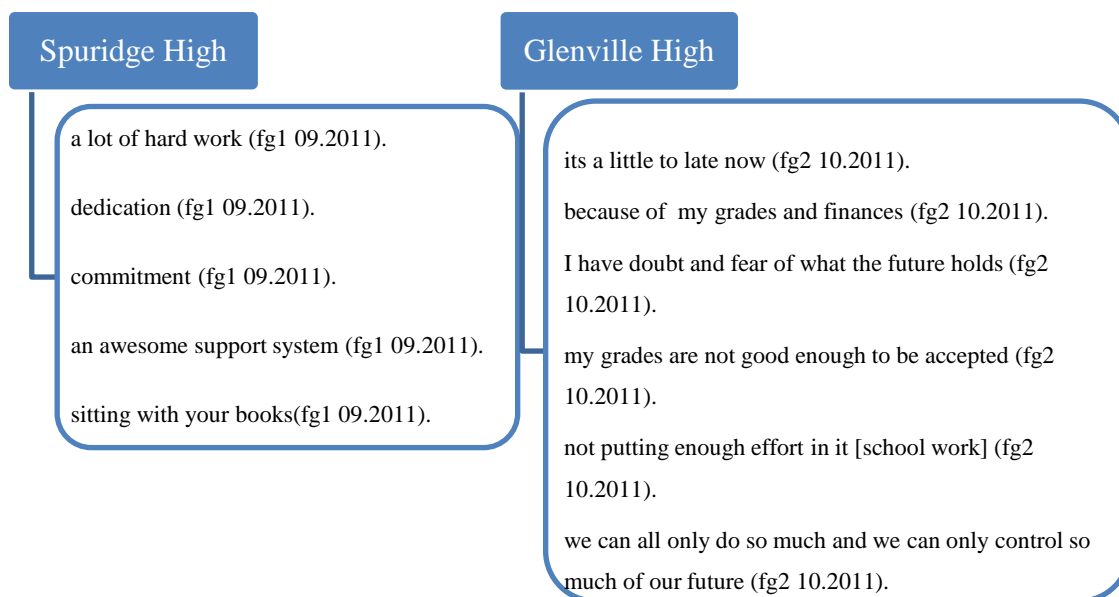 Spuridge High
a lot of hard work (fg1 09.2011).
dedication (fg1 09.2011).
commitment (fg1 09.2011).
an awesome support system (fg1 09.2011).
sitting with your books(fg1 09.2011).
Glenville High
its a little to late now (fg2 10.2011).
because of  my grades and finances (fg2 10.2011).
I have doubt and fear of what the future holds (fg2
10.2011).
my grades are not good enough to be accepted (fg2
10.2011).
not putting enough effort in it [school work] (fg2
10.2011).
we can all only do so much and we can only control so
much of our future (fg2 10.2011).